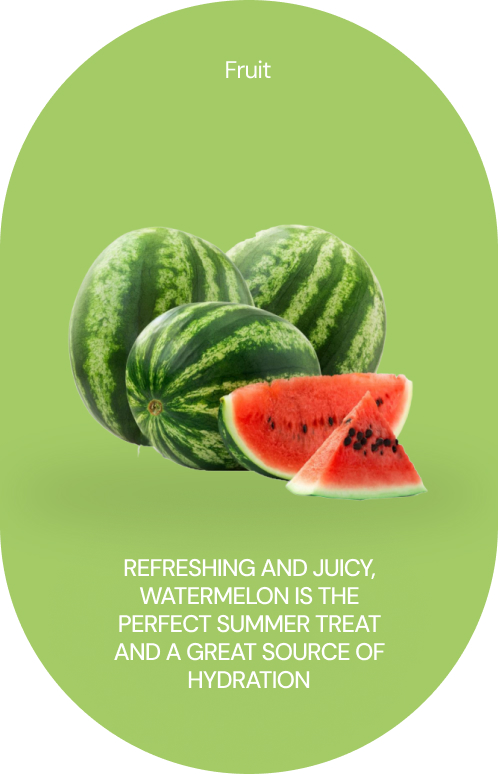 Fruit
REFRESHING AND JUICY,
WATERMELON IS THE
PERFECT SUMMER TREAT
AND A GREAT SOURCE OF
HYDRATION